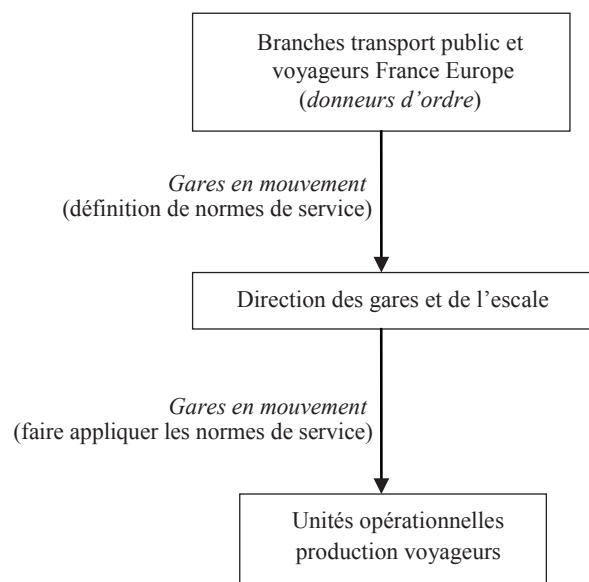 Branches transport public et
voyageurs France Europe
(donneurs d’ordre)
Gares en mouvement
(définition de normes de service)
Direction des gares et de l’escale
Gares en mouvement
(faire appliquer les normes de service)
Unités opérationnelles
production voyageurs